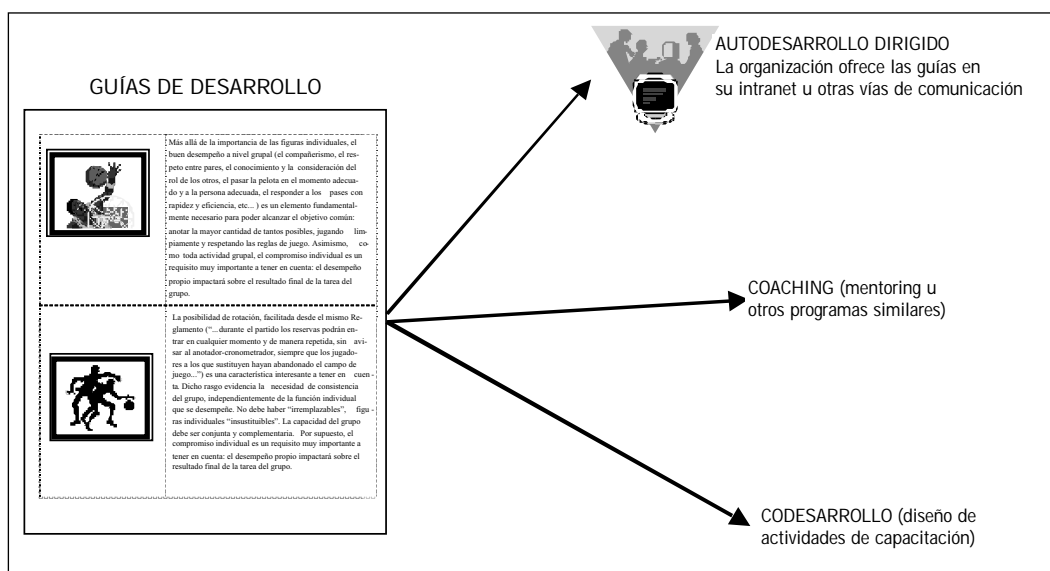 GUÍAS DE DESARROLLO
Más allá de la importancia de las figuras individuales, el
buen desempeño a nivel grupal (el compañerismo, el res-
peto entre pares, el conocimiento y la consideración del
rol de los otros, el pasar la pelota en el momento adecua-
do y a la persona adecuada, el responder a los pases con
rapidez y eficiencia, etc... ) es un elemento fundamental-
mente necesario para poder alcanzar el objetivo común:
anotar la mayor cantidad de tantos posibles, jugando lim-
piamente y respetando las reglas de juego. Asimismo, co-
mo toda actividad grupal, el compromiso individual es un
requisito muy importante a tener en cuenta: el desempeño
propio impactará sobre el resultado final de la tarea del
grupo.
La posibilidad de rotación, facilitada desde el mismo Re-
glamento (“...durante el partido los reservas podrán en-
trar en cualquier momento y de manera repetida, sin avi-
sar al anotador-cronometrador, siempre que los jugado-
res a los que sustituyen hayan abandonado el campo de
juego...”) es una característica interesante a tener en cuen-
ta. Dicho rasgo evidencia la necesidad de consistencia
del grupo, independientemente de la función individual
que se desempeñe. No debe haber “irremplazables”, figu-
ras individuales “insustituibles”. La capacidad del grupo
debe ser conjunta y complementaria. Por supuesto, el
compromiso individual es un requisito muy importante a
tener en cuenta: el desempeño propio impactará sobre el
resultado final de la tarea del grupo.
AUTODESARROLLO DIRIGIDO
La organización ofrece las guías en
su intranet u otras vías de comunicación
COACHING (mentoring u
otros programas similares)
CODESARROLLO (diseño de
actividades de capacitación)